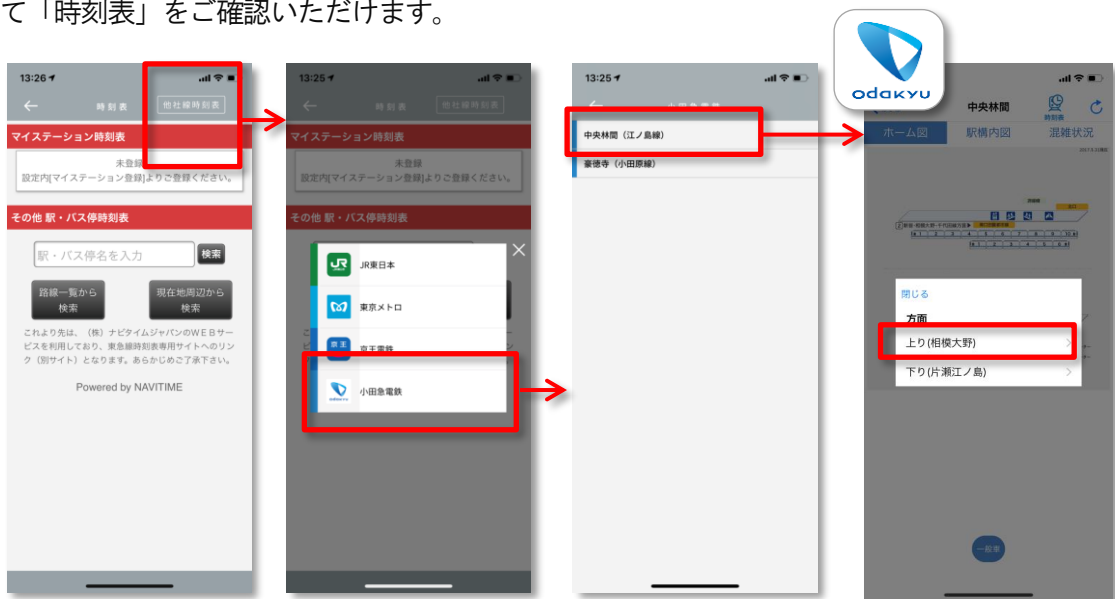 て「時刻表」をご確認いただけます。
13:26
時刻表
他社線時刻表
マイステーション時刻表
未登録
設定内[マイステーション登録]よりご登録ください。
その他 駅・バス停時刻表
駅・バス停名を入力
検索
路線一覧から
検索
現在地周辺から
検索
これより先は、(株)ナビタイムジャパンのWEBサー
ビスを利用しており、東急線時刻表専用サイトへのリン
ク(別サイト)となります。あらかじめご了承下さい。
Powered by NAVITIME
13:25
時刻表
他社線時刻表
マイステーション時刻表
未登録
設定内[マイステーション登録]よりご登録ください。
その他 駅・バス停時刻表
JR東日本
東京メトロ
京王
京王電鉄
odakyu
小田急電鉄
13:25
小田急電鉄
中央林間(江ノ島線)
豪徳寺(小田原線)
odakyu
中央林間
時刻表
ホーム図
駅構内図
混雑状況
閉じる
方面
上り(相模大野)
下り(片瀬江ノ島)
一般車